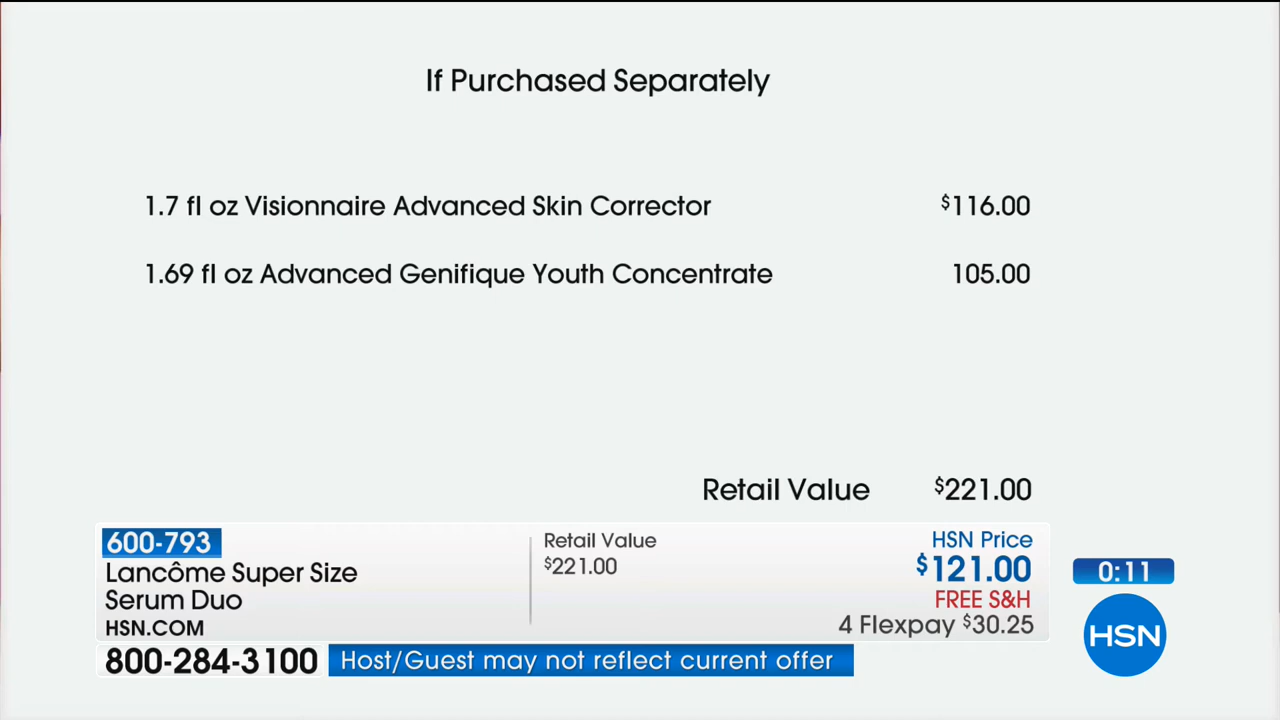 If Purchased Separately
1.7 fl oz Visionnaire Advanced Skin Corrector $116.00
1.69 fl oz Advanced Genifique Youth Concentrate 105.00
Retail Value $221.00
600-793
Lancôme Super Size
Serum Duo
HSN.COM
Retail Value
$221.00
HSN Price
$121.00
FREE S&H
4 Flexpay $30.25
0:11
HSN
800-284-3100 Host/Guest may not reflect current offer